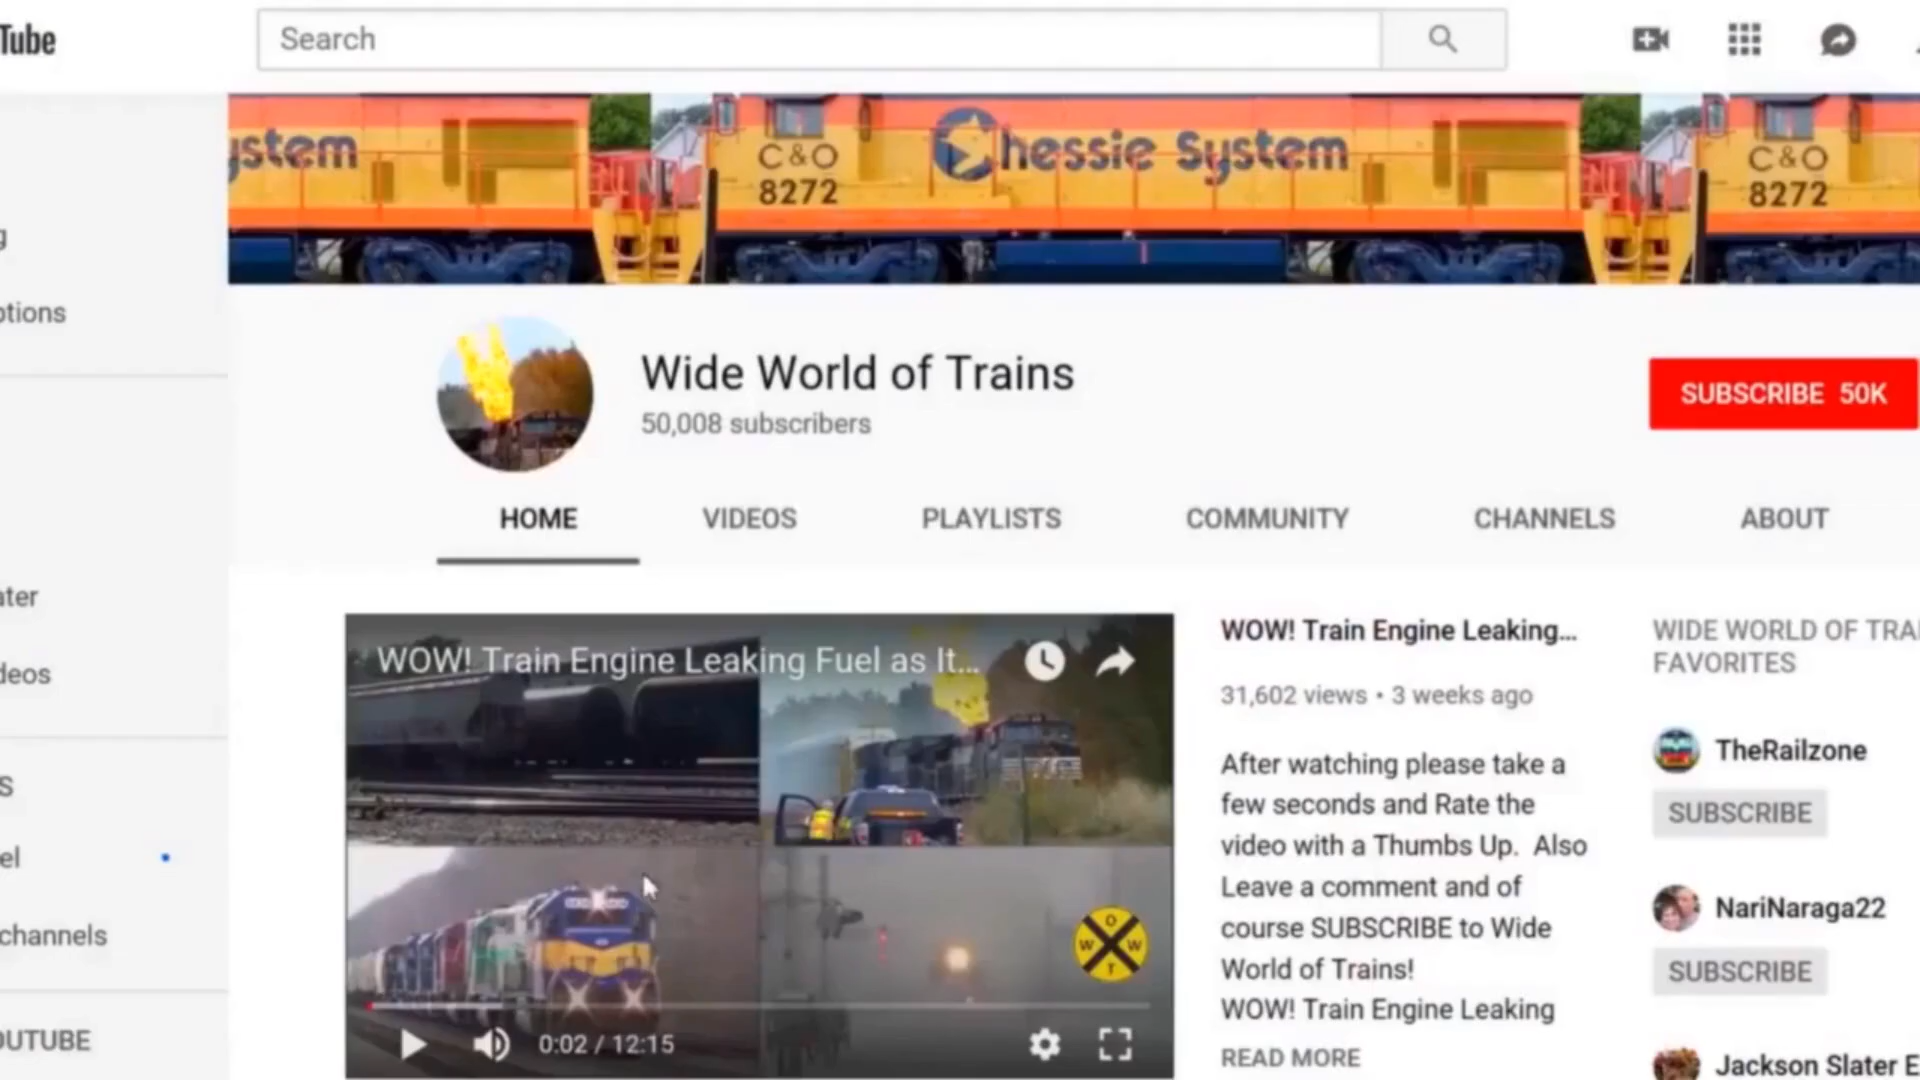 Tube
Search
ystem
C&O
8272
Chessie System
C&O
8272
g
otions
Wide World of Trains
50,008 subscribers
SUBSCRIBE 50K
HOME
VIDEOS
PLAYLISTS
COMMUNITY
CHANNELS
ABOUT
ater
deos
S
el
channels
OUTUBE
WOW! Train Engine Leaking Fuel as It...
O
W W
T
0:02 / 12:15
WOW! Train Engine Leaking...
31,602 views • 3 weeks ago
After watching please take a
few seconds and Rate the
video with a Thumbs Up. Also
Leave a comment and of
course SUBSCRIBE to Wide
World of Trains!
WOW! Train Engine Leaking
READ MORE
WIDE WORLD OF TRAI
FAVORITES
TheRailzone
SUBSCRIBE
NariNaraga22
SUBSCRIBE
Jackson Slater E